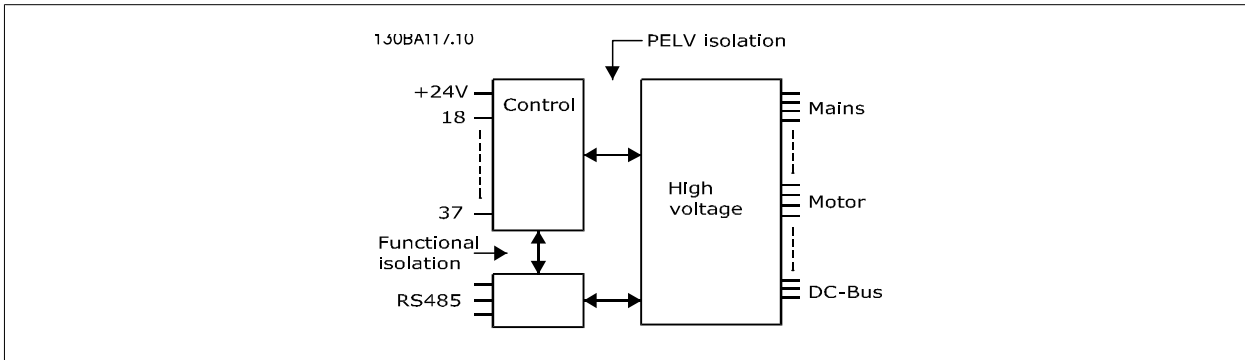 130BA117.10
PELV isolation
+24V
Control
18
Mains
High
voltage
Motor
37
Functional
isolation
RS485
DC-Bus